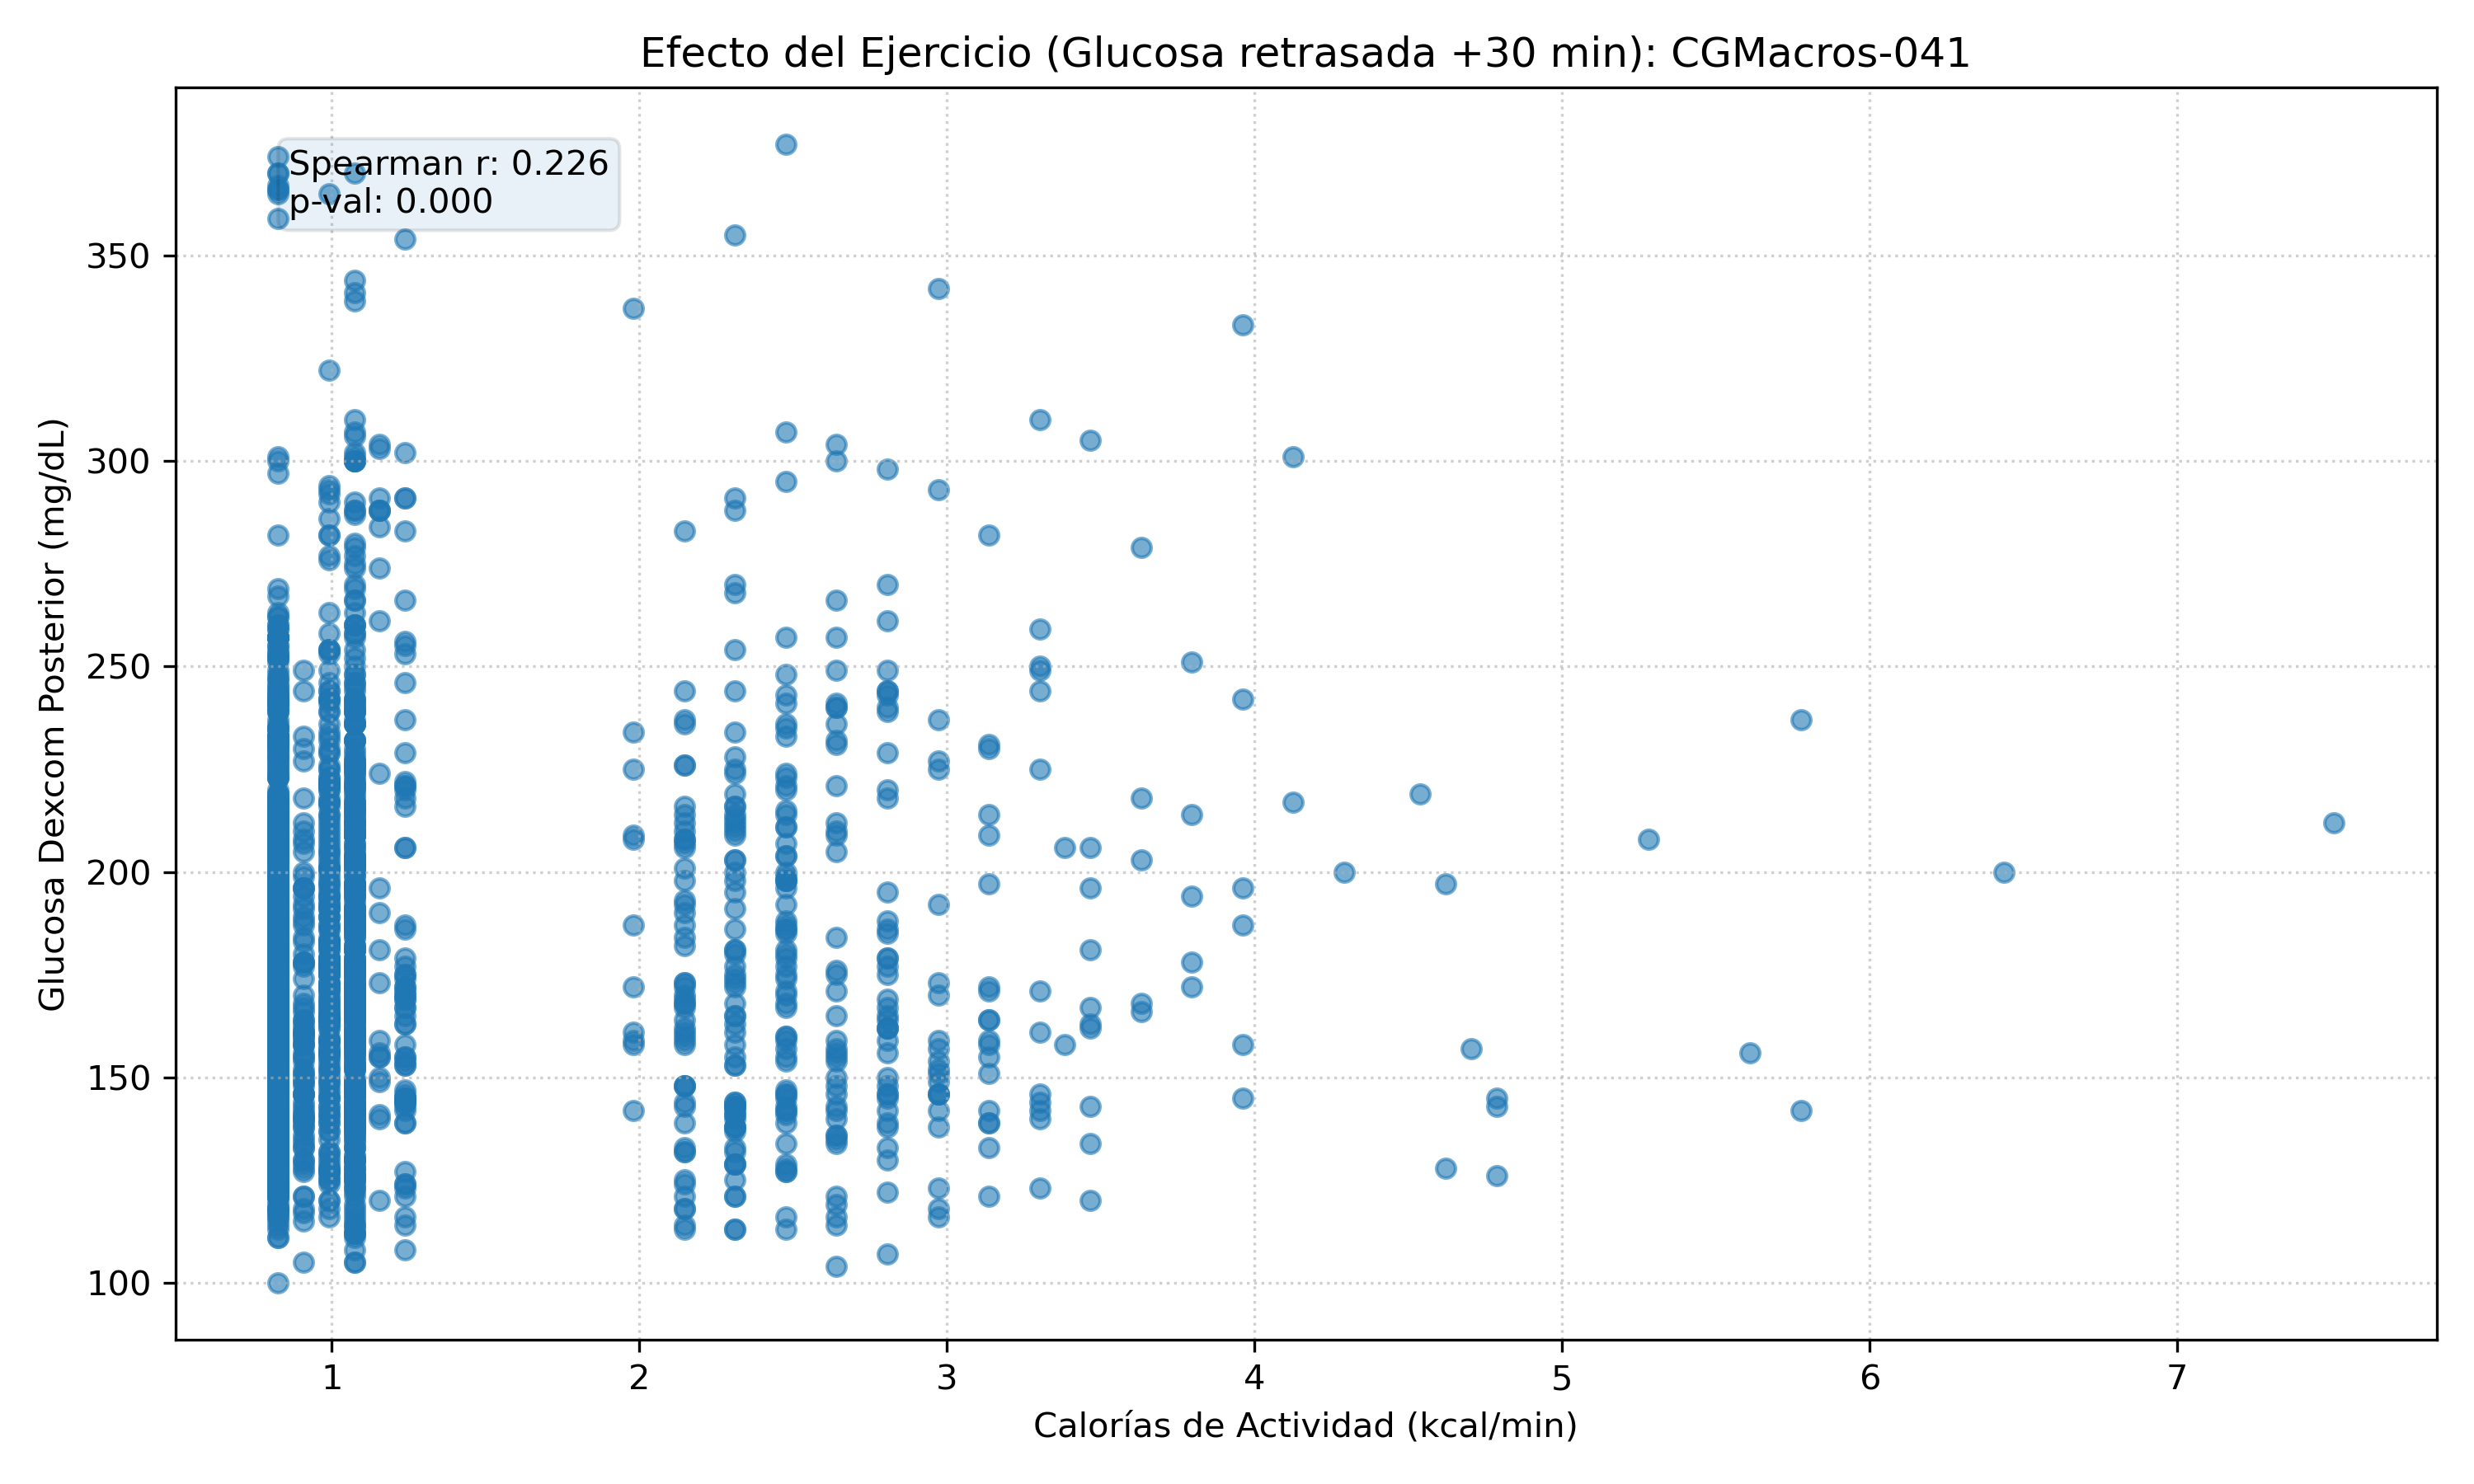 Efecto del Ejercicio (Glucosa retrasada +30 min): CGMacros-041
Spearman r: 0.226
p-val: 0.000
Glucosa Dexcom Posterior (mg/dL)
350
300
250
200
150
100
1 2 3 4 5 6 7
Calorías de Actividad (kcal/min)